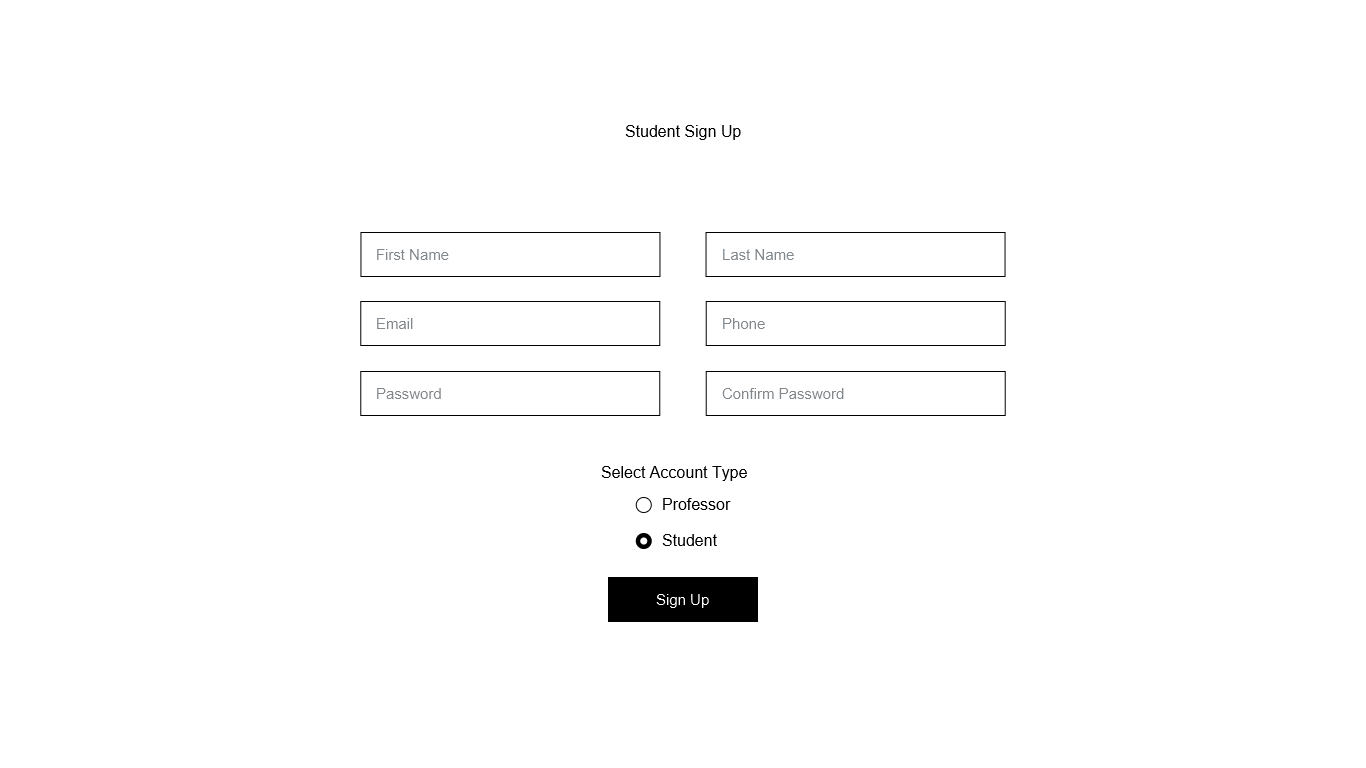 Student Sign Up
First Name
Last Name
Email
Phone
Password
Confirm Password
Select Account Type
Professor
Student
Sign Up